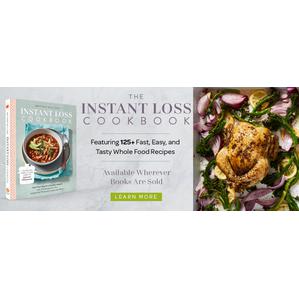 THE
INSTANT LOSS
COOKBOOK
Featuring 125+ Fast, Easy, and
Tasty Whole Food Recipes
Available Wherever
Books Are Sold
LEARN MORE
INSTANT LOSS
COOKBOOK